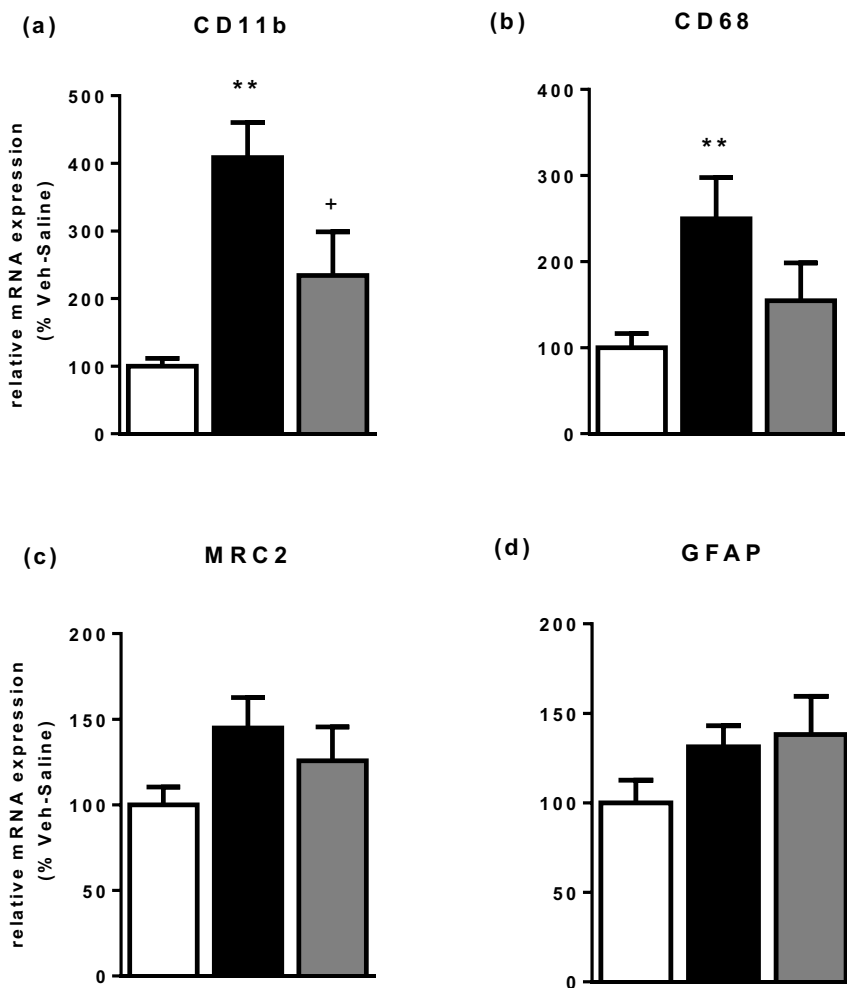 (a)
CD11b
(b)
CD68
relative mRNA expression
(% Veh-Saline)
500
400
300
200
100
0
**
+
400
300
200
100
0
**
(c)
MRC2
(d)
GFAP
relative mRNA expression
(% Veh-Saline)
200
150
100
50
0
200
150
100
50
0